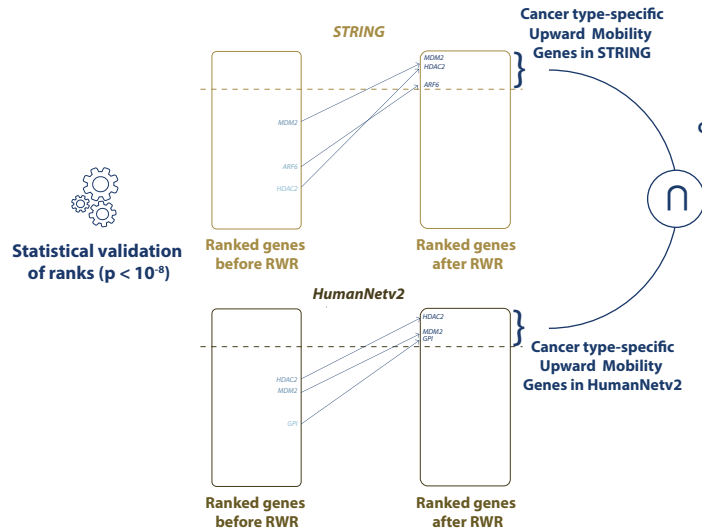 STRING
Cancer type-specific
Upward Mobility
Genes in STRING
MDM2
HDAC2
ARF6
}
MDM2
ARF6
HDAC2
∩
Statistical validation
of ranks (p < 10⁻⁸)
Ranked genes
before RWR
Ranked genes
after RWR
HumanNetv2
HDAC2
MDM2
GPI
}
HDAC2
MDM2
GPI
Cancer type-specific
Upward Mobility
Genes in HumanNetv2
Ranked genes
before RWR
Ranked genes
after RWR